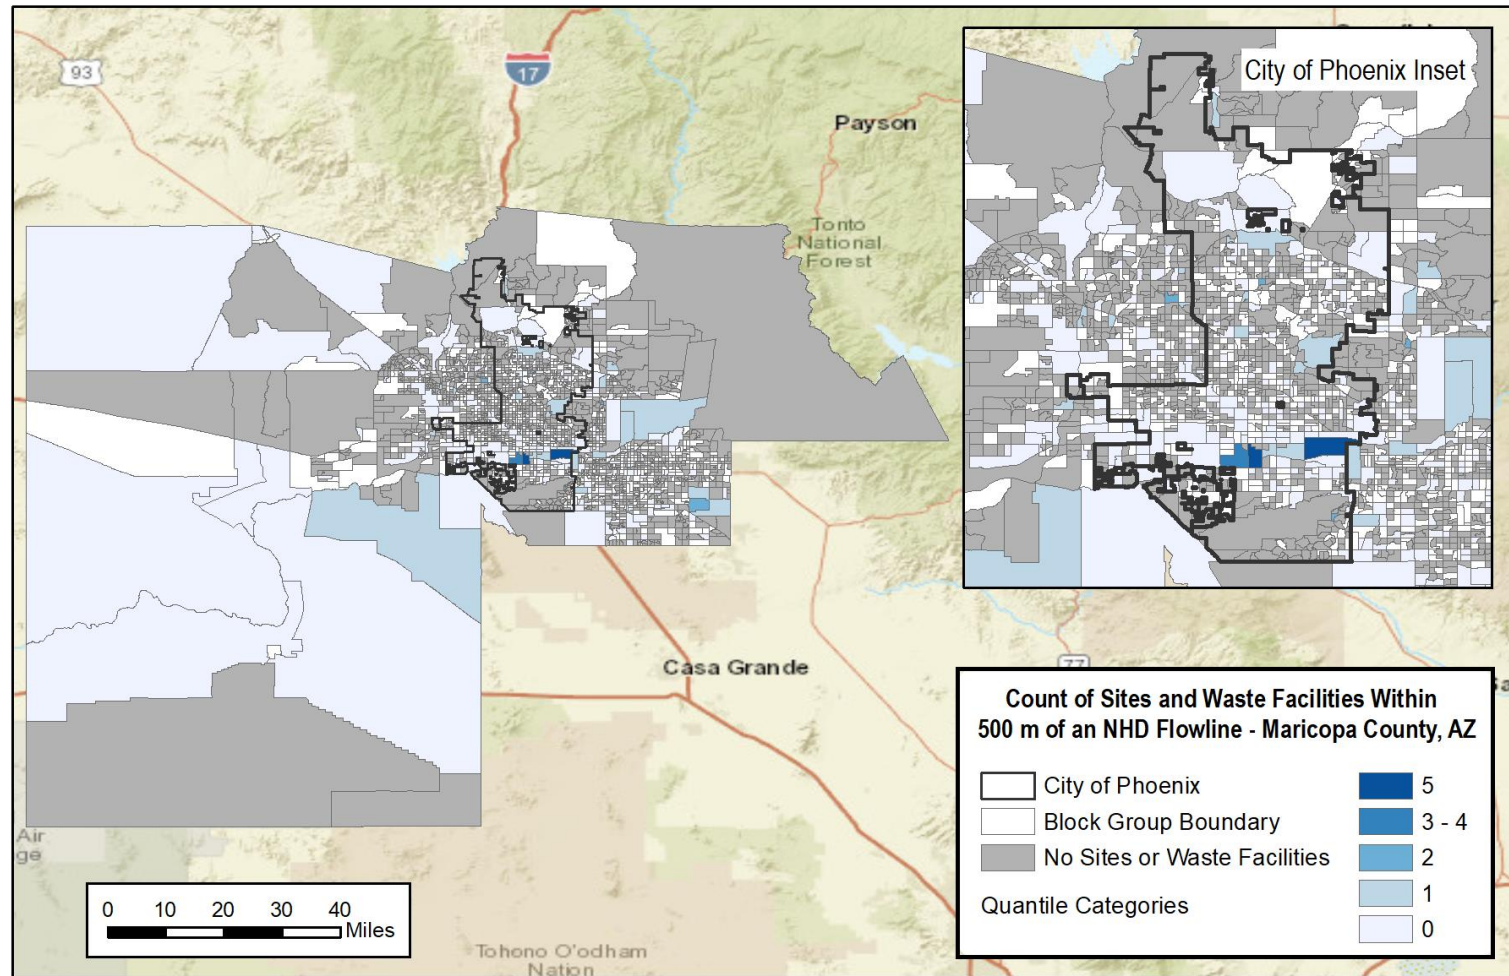 93
17
Payson
Tonto
National
Forest
City of Phoenix Inset
Casa Grande
77
Air
ge
Tohono O'odham
Nation
0 10 20 30 40
Miles
Count of Sites and Waste Facilities Within
500 m of an NHD Flowline - Maricopa County, AZ
City of Phoenix
Block Group Boundary
No Sites or Waste Facilities
Quantile Categories
5
3 - 4
2
1
0